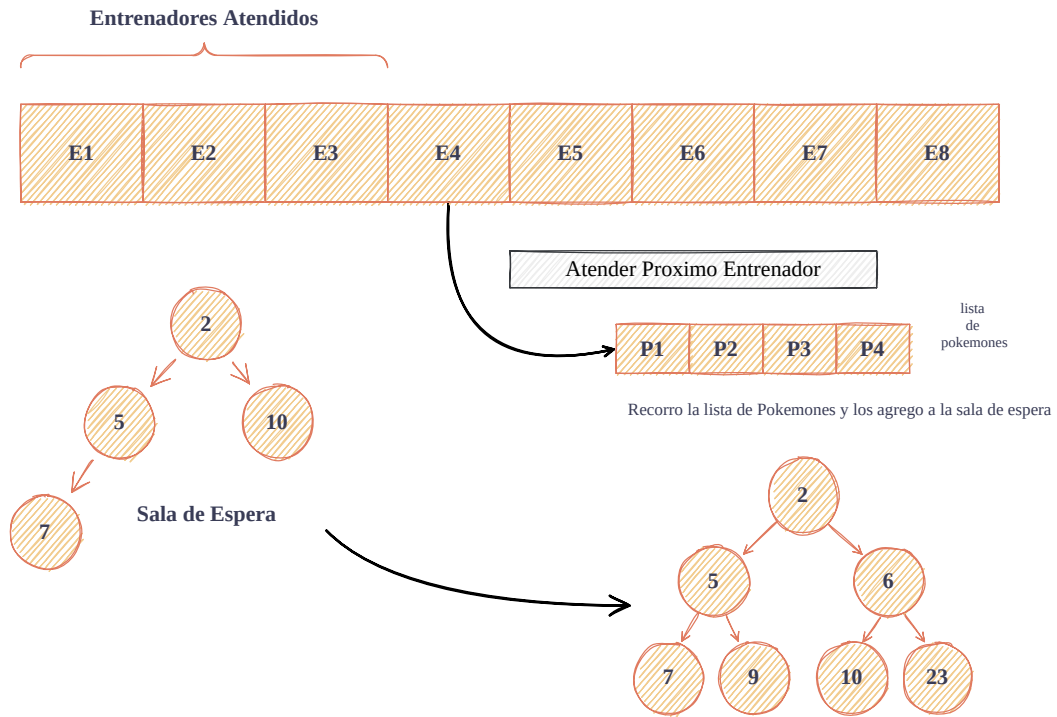 Entrenadores Atendidos
E1 E2 E3 E4 E5 E6 E7 E8
Atender Proximo Entrenador
lista
de
pokemones
P1 P2 P3 P4
Recorro la lista de Pokemones y los agrego a la sala de espera
2
5 10
7
Sala de Espera
2
5 6
7 9 10 23